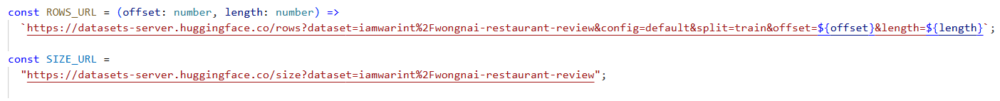 const ROWS_URL = (offset: number, length: number) =>
`https://datasets-server.huggingface.co/rows?dataset=iamwarint%2Fwongnai-restaurant-review&config=default&split=train&offset=${offset}&length=${length}`;
const SIZE_URL =
"https://datasets-server.huggingface.co/size?dataset=iamwarint%2Fwongnai-restaurant-review";